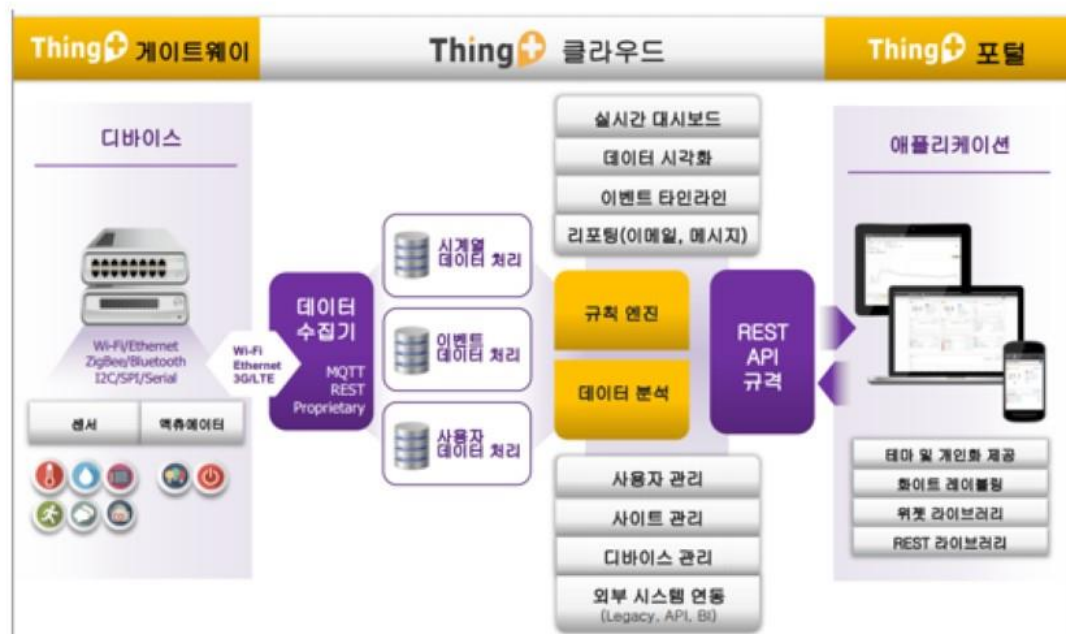 Thing+ 게이트웨이
Thing+ 클라우드
Thing+ 포털
디바이스
Wi-Fi/Ethernet
ZigBee/Bluetooth
I2C/SPI/Serial
센서
액츄에이터
Wi-Fi
Ethernet
3G/LTE
데이터
수집기
MQTT
REST
Proprietary
시계열
데이터 처리
이벤트
데이터 처리
사용자
데이터 처리
실시간 대시보드
데이터 시각화
이벤트 타인라인
리포팅(이메일, 메시지)
규칙 엔진
데이터 분석
사용자 관리
사이트 관리
디바이스 관리
외부 시스템 연동
(Legacy, API, BI)
REST
API
규격
애플리케이션
테마 및 개인화 제공
화이트 레이블링
위젯 라이브러리
REST 라이브러리